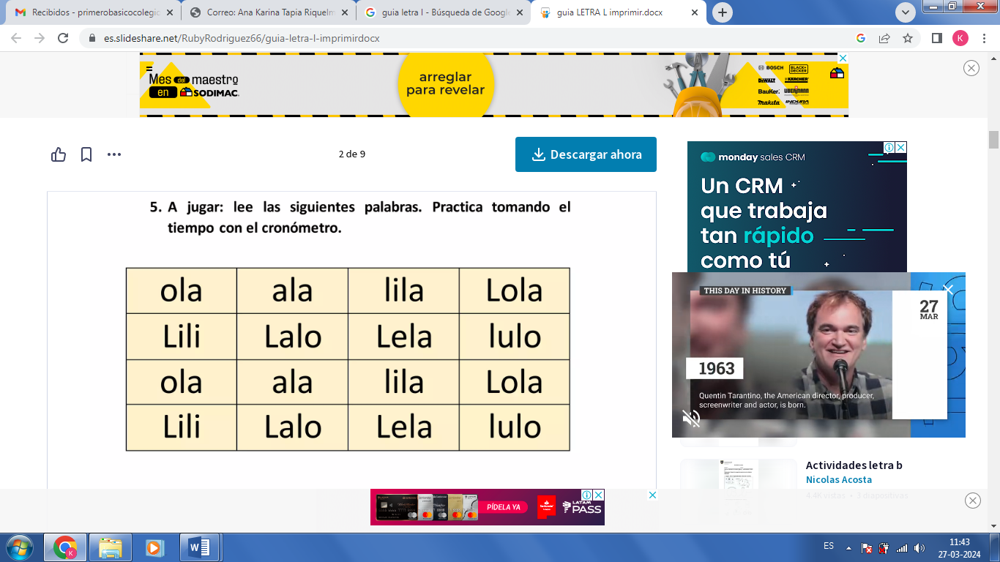 Recibidos - primerobasicocolegic
Correo: Ana Karina Tapia Riquelm
guia letra l - Búsqueda de Google
guia LETRA L imprimir.docx
es.slideshare.net/RubyRodriguez66/guia-letra-l-imprimirdocx
K
Mes del maestro
en SODIMAC.
arreglar
para revelar
BOSCH BLACK+DECKER
DEWALT KÄRCHER
BauKer. UBERMANN
makita INDURA
2 de 9
Descargar ahora
5. A jugar: lee las siguientes palabras. Practica tomando el
tiempo con el cronómetro.
ola ala lila Lola
Lili Lalo Lela lulo
ola ala lila Lola
Lili Lalo Lela lulo
monday sales CRM
Un CRM
que trabaja
tan rápido
como tú
THIS DAY IN HISTORY
27
MAR
1963
Quentin Tarantino, the American director, producer,
screenwriter and actor, is born.
Actividades letra b
Nicolas Acosta
4.4K vistas • 3 diapositivas
PÍDELA YA
Santander
LATAM
PASS
K
W
ES
11:43
27-03-2024